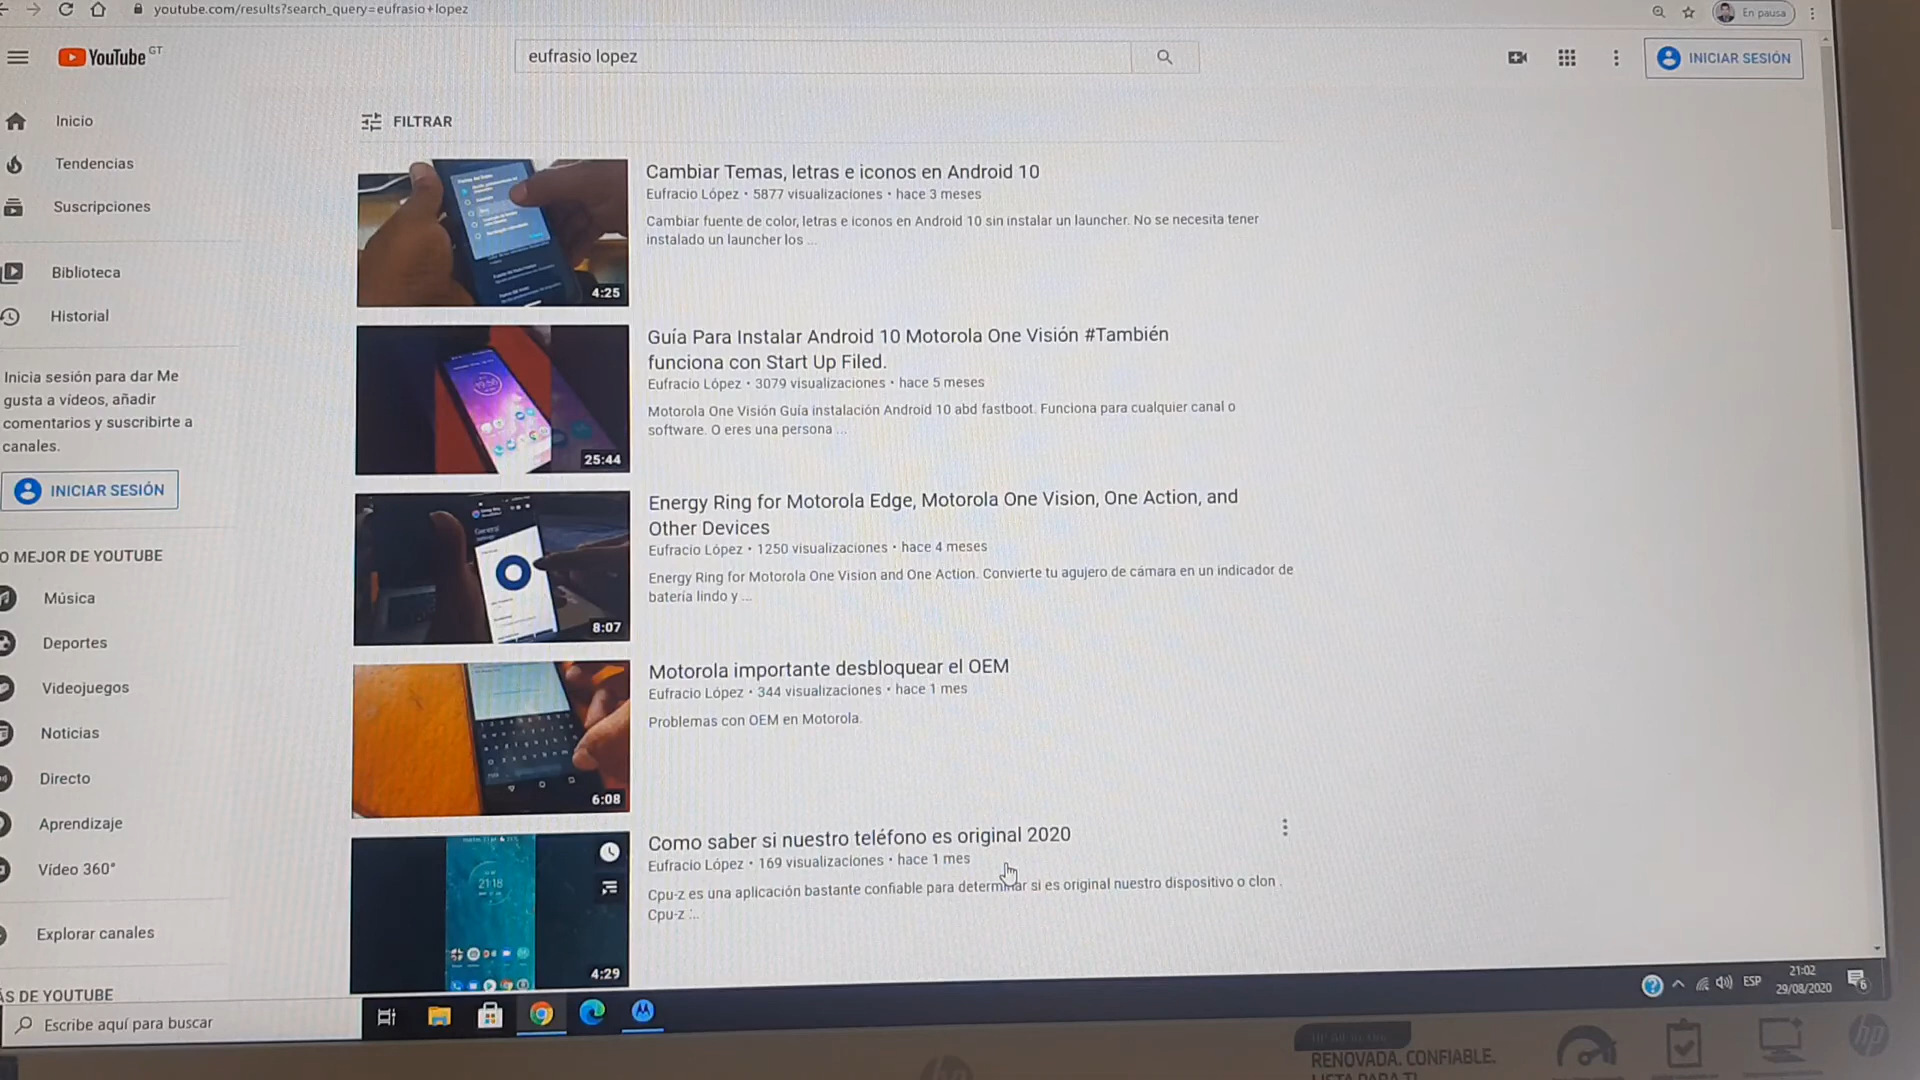 youtube.com/results?search_query=eufrasio+lopez
En pausa
YouTube GT
eufrasio lopez
INICIAR SESIÓN
Inicio
Tendencias
Suscripciones
Biblioteca
Historial
Inicia sesión para dar Me
gusta a vídeos, añadir
comentarios y suscribirte a
canales.
INICIAR SESIÓN
O MEJOR DE YOUTUBE
Música
Deportes
Videojuegos
Noticias
Directo
Aprendizaje
Vídeo 360°
Explorar canales
ÁS DE YOUTUBE
FILTRAR
Cambiar Temas, letras e iconos en Android 10
Eufracio López • 5877 visualizaciones • hace 3 meses
Cambiar fuente de color, letras e iconos en Android 10 sin instalar un launcher. No se necesita tener
instalado un launcher los ...
4:25
Guía Para Instalar Android 10 Motorola One Visión #También
funciona con Start Up Filed.
Eufracio López • 3079 visualizaciones • hace 5 meses
Motorola One Visión Guía instalación Android 10 abd fastboot. Funciona para cualquier canal o
software. O eres una persona ...
25:44
Energy Ring for Motorola Edge, Motorola One Vision, One Action, and
Other Devices
Eufracio López • 1250 visualizaciones • hace 4 meses
Energy Ring for Motorola One Vision and One Action. Convierte tu agujero de cámara en un indicador de
batería lindo y ...
8:07
Motorola importante desbloquear el OEM
Eufracio López • 344 visualizaciones • hace 1 mes
Problemas con OEM en Motorola.
6:08
Como saber si nuestro teléfono es original 2020
Eufracio López • 169 visualizaciones • hace 1 mes
Cpu-z es una aplicación bastante confiable para determinar si es original nuestro dispositivo o clon .
Cpu-z :...
21:18
4:29
Escribe aquí para buscar
ESP
21:02
29/08/2020
6
RENOVADA. CONFIABLE.
LISTA PARA TI
hp